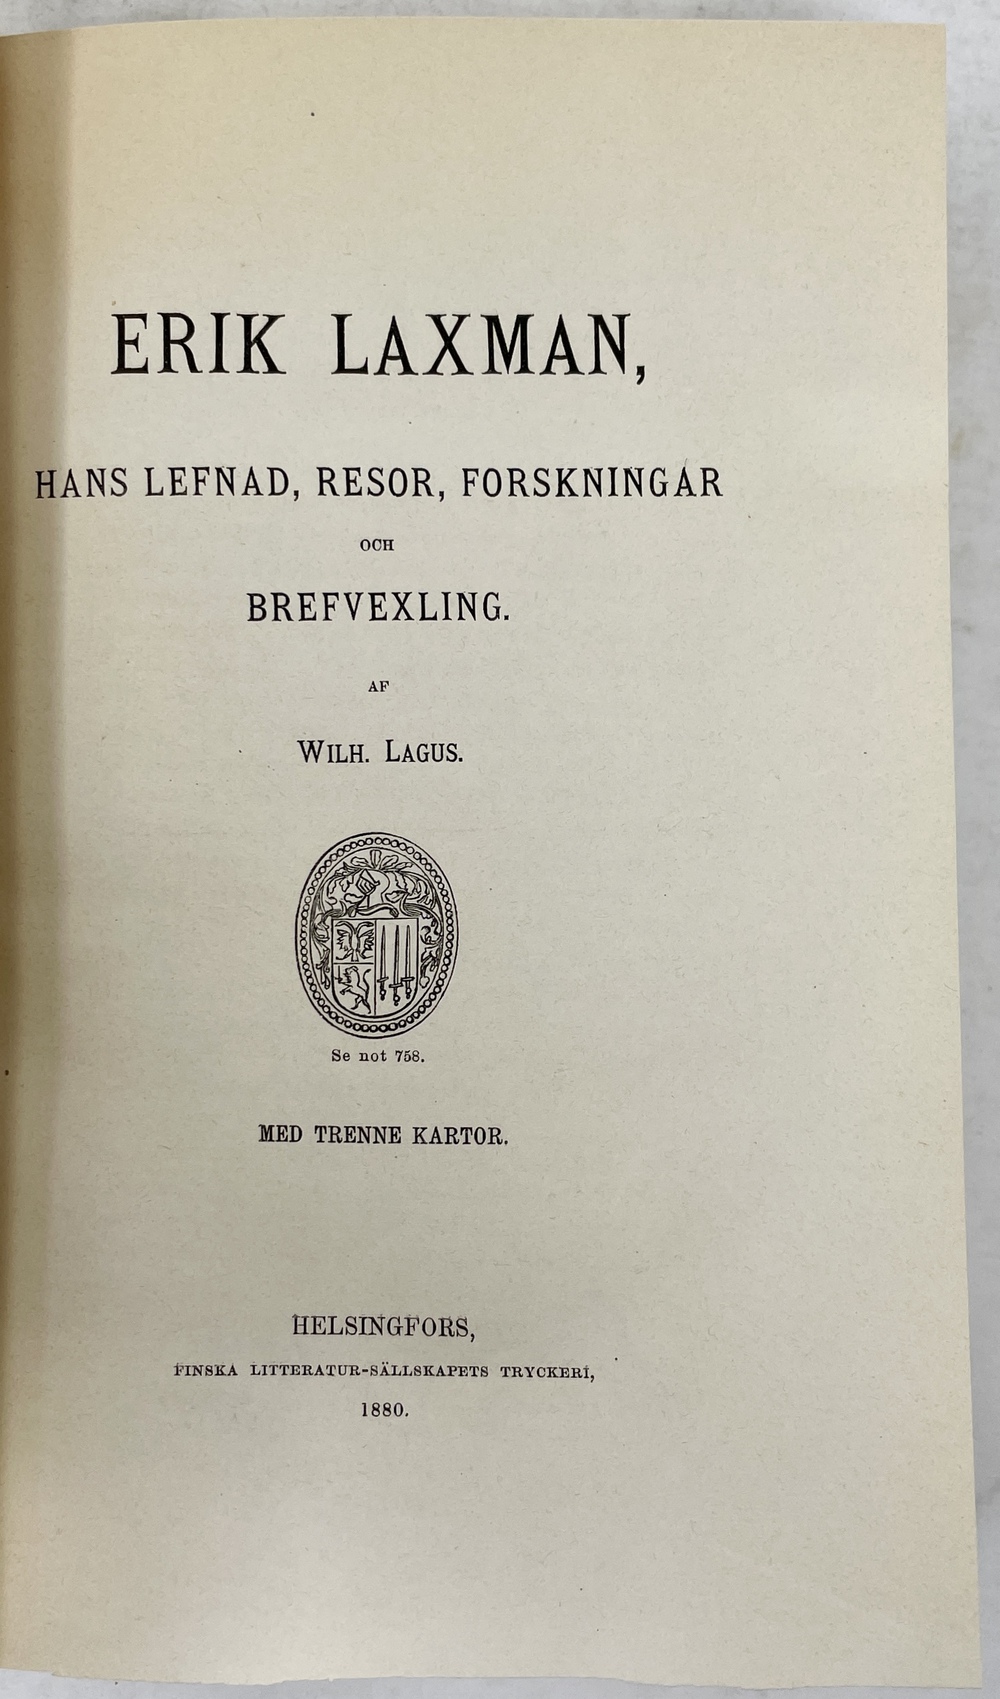 ERIK LAXMAN,
HANS LEFNAD, RESOR, FORSKNINGAR
OCH
BREFVEXLING.
AF
WILH. LAGUS.
Se not 758.
MED TRENNE KARTOR.
HELSINGFORS,
FINSKA LITTERATUR-SÄLLSKAPETS TRYCKERI,
1880.